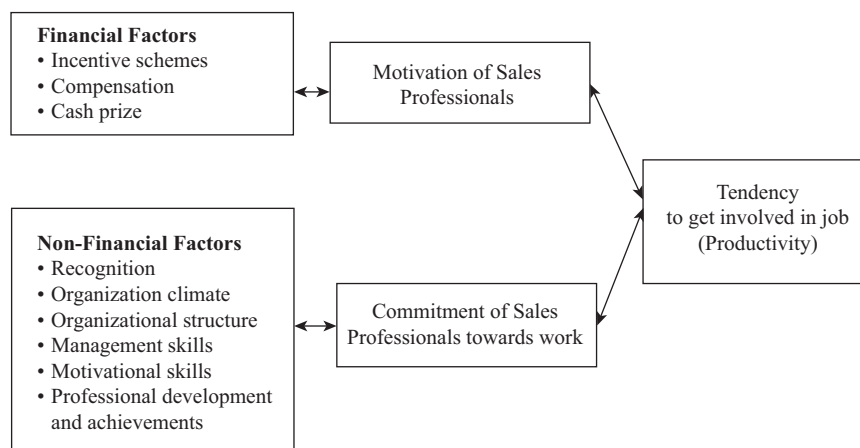 Financial Factors
• Incentive schemes
• Compensation
• Cash prize
Motivation of Sales
Professionals
Tendency
to get involved in job
(Productivity)
Non-Financial Factors
• Recognition
• Organization climate
• Organizational structure
• Management skills
• Motivational skills
• Professional development
and achievements
Commitment of Sales
Professionals towards work